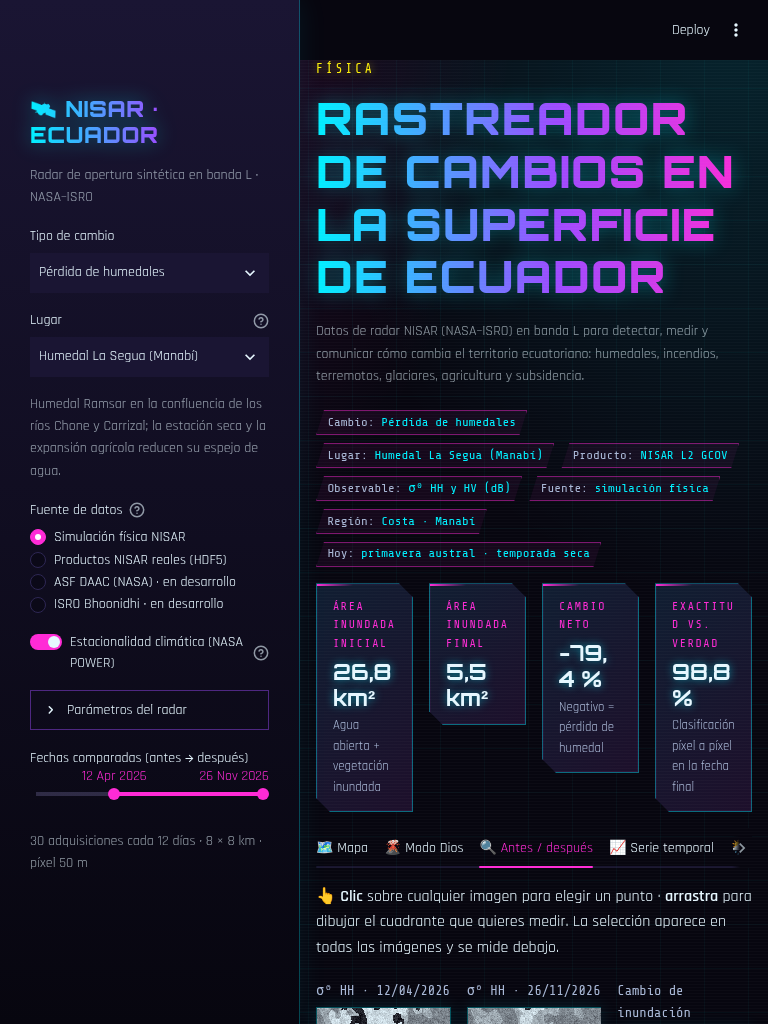 Deploy
NISAR ·
ECUADOR
Radar de apertura sintética en banda L ·
NASA–ISRO
Tipo de cambio
Pérdida de humedales
Lugar
Humedal La Segua (Manabí)
Humedal Ramsar en la confluencia de los
ríos Chone y Carrizal; la estación seca y la
expansión agrícola reducen su espejo de
agua.
Fuente de datos
Simulación física NISAR
Productos NISAR reales (HDF5)
ASF DAAC (NASA) · en desarrollo
ISRO Bhoonidhi · en desarrollo
Estacionalidad climática (NASA
POWER)
Parámetros del radar
Fechas comparadas (antes → después)
12 Apr 2026 26 Nov 2026
30 adquisiciones cada 12 días · 8 × 8 km ·
píxel 50 m
FÍSICA
RASTREADOR
DE CAMBIOS EN
LA SUPERFICIE
DE ECUADOR
Datos de radar NISAR (NASA–ISRO) en banda L para detectar, medir y
comunicar cómo cambia el territorio ecuatoriano: humedales, incendios,
terremotos, glaciares, agricultura y subsidencia.
Cambio: Pérdida de humedales
Lugar: Humedal La Segua (Manabí) Producto: NISAR L2 GCOV
Observable: σ⁰ HH y HV (dB) Fuente: simulación física
Región: Costa · Manabí
Hoy: primavera austral · temporada seca
ÁREA
INUNDADA
INICIAL
26,8
km²
Agua
abierta +
vegetación
inundada
ÁREA
INUNDADA
FINAL
5,5
km²
CAMBIO
NETO
-79,
4 %
Negativo =
pérdida de
humedal
EXACTITU
D VS.
VERDAD
98,8
%
Clasificación
píxel a píxel
en la fecha
final
🗺️ Mapa 🌋 Modo Dios 🔍 Antes / después 📈 Serie temporal
👆 Clic sobre cualquier imagen para elegir un punto · arrastra para
dibujar el cuadrante que quieres medir. La selección aparece en
todas las imágenes y se mide debajo.
σ⁰ HH · 12/04/2026 σ⁰ HH · 26/11/2026 Cambio de
inundación